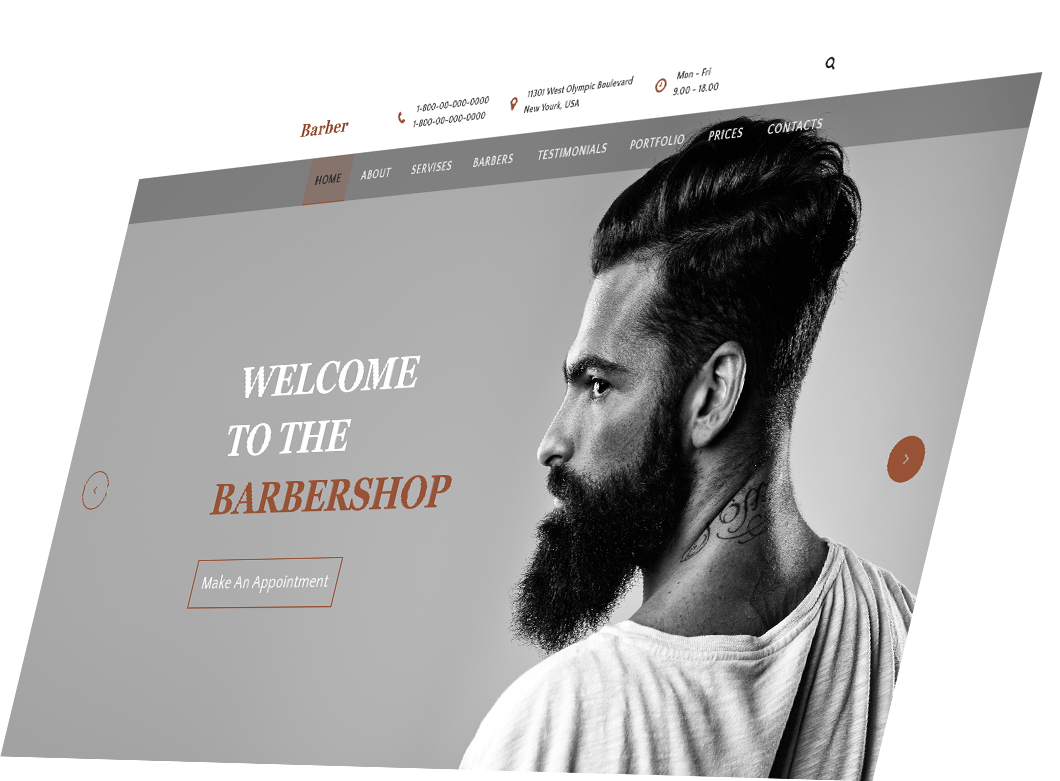 Barber
1-800-00-000-0000
1-800-00-000-0000
11301 West Olympic Boulevard
New Yourk, USA
Mon - Fri
9.00 - 18.00
HOME ABOUT SERVISES BARBERS TESTIMONIALS PORTFOLIO PRICES CONTACTS
WELCOME
TO THE
BARBERSHOP
Make An Appointment